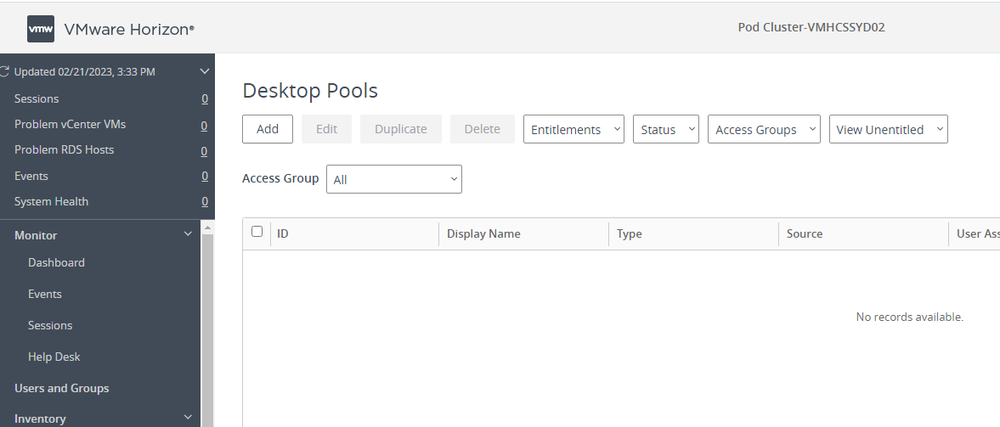 vmw VMware Horizon® Pod Cluster-VMHCSSYD02
Updated 02/21/2023, 3:33 PM
Sessions 0
Problem vCenter VMs 0
Problem RDS Hosts 0
Events 0
System Health 0
Monitor
Dashboard
Events
Sessions
Help Desk
Users and Groups
Inventory
Desktop Pools
Add Edit Duplicate Delete Entitlements Status Access Groups View Unentitled
Access Group All
ID Display Name Type Source User Ass
No records available.